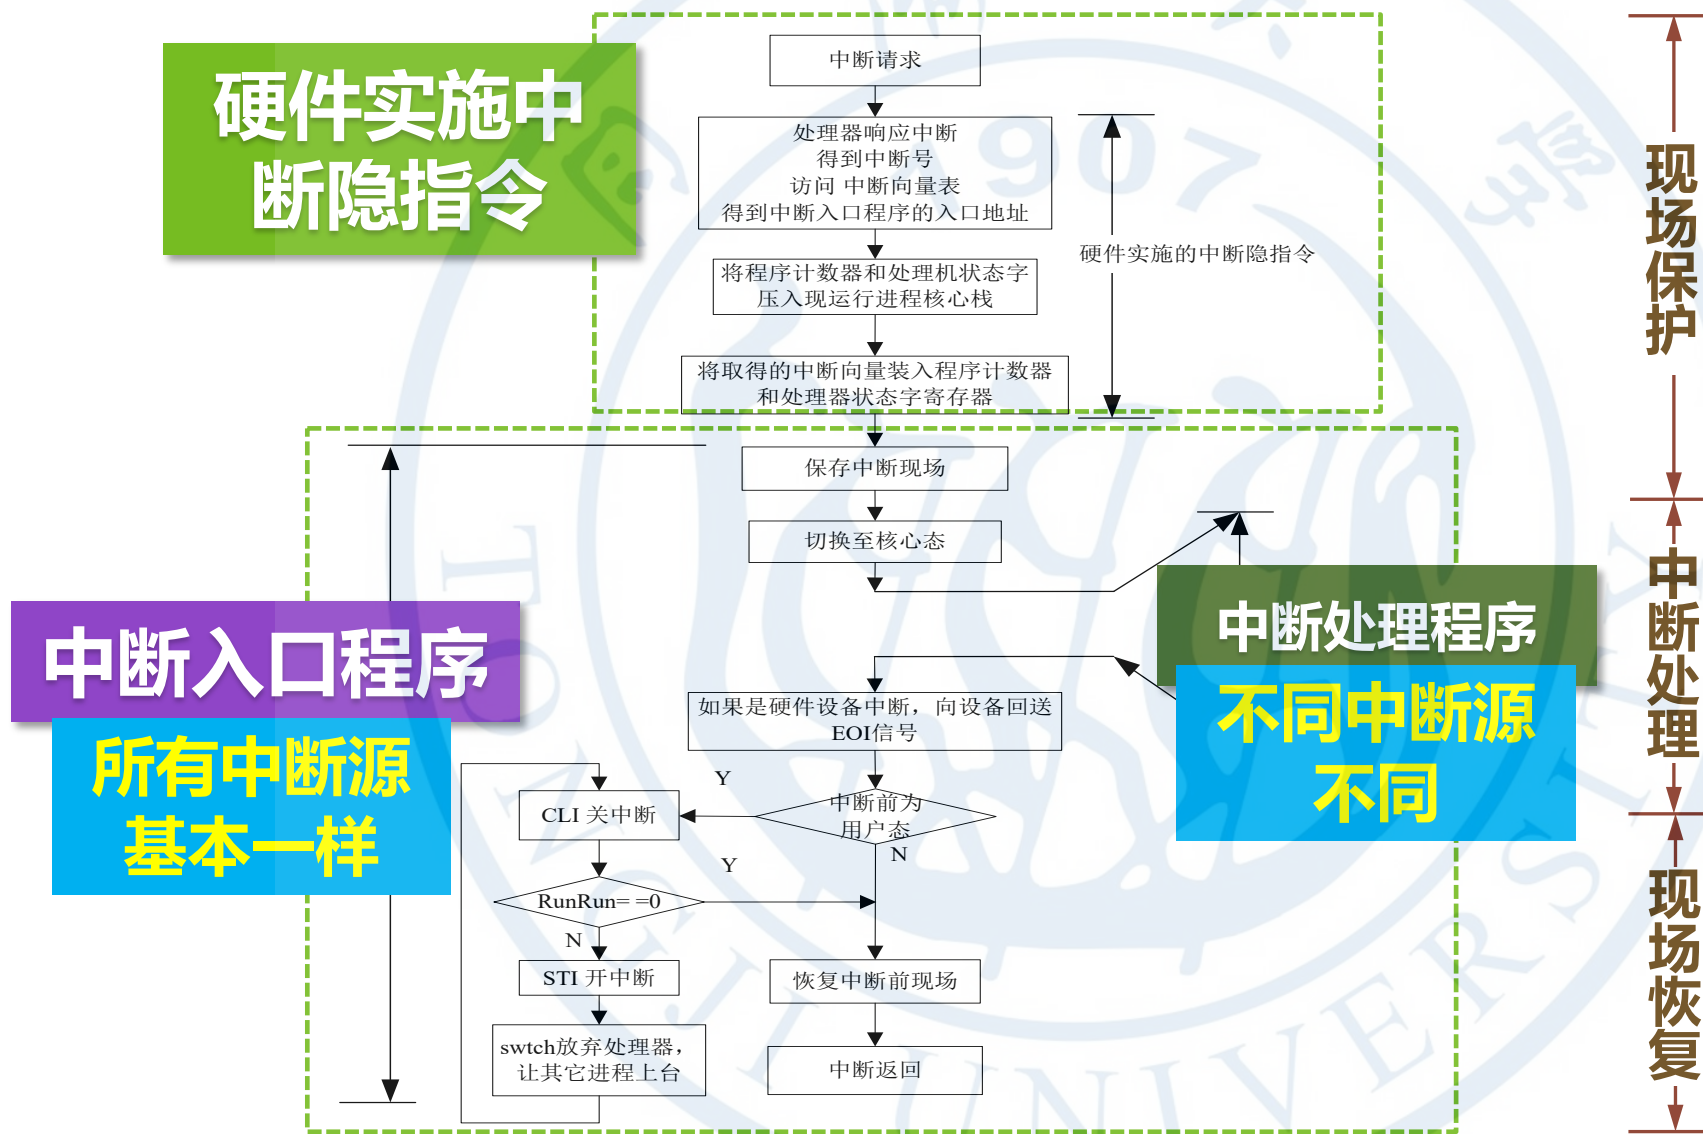 硬件实施中
断隐指令
中断请求
处理器响应中断
得到中断号
访问 中断向量表
得到中断入口程序的入口地址
硬件实施的中断隐指令
将程序计数器和处理机状态字
压入现运行进程核心栈
将取得的中断向量装入程序计数器
和处理器状态字寄存器
现场保护
保存中断现场
切换至核心态
中断入口程序
所有中断源
基本一样
中断处理程序
不同中断源
不同
中断处理
如果是硬件设备中断，向设备回送
EOI信号
中断前为
用户态
Y
N
CLI 关中断
RunRun= =0
Y
N
STI 开中断
swtch放弃处理器，
让其它进程上台
恢复中断前现场
中断返回
现场恢复
1907
TONGJI UNIVERSITY